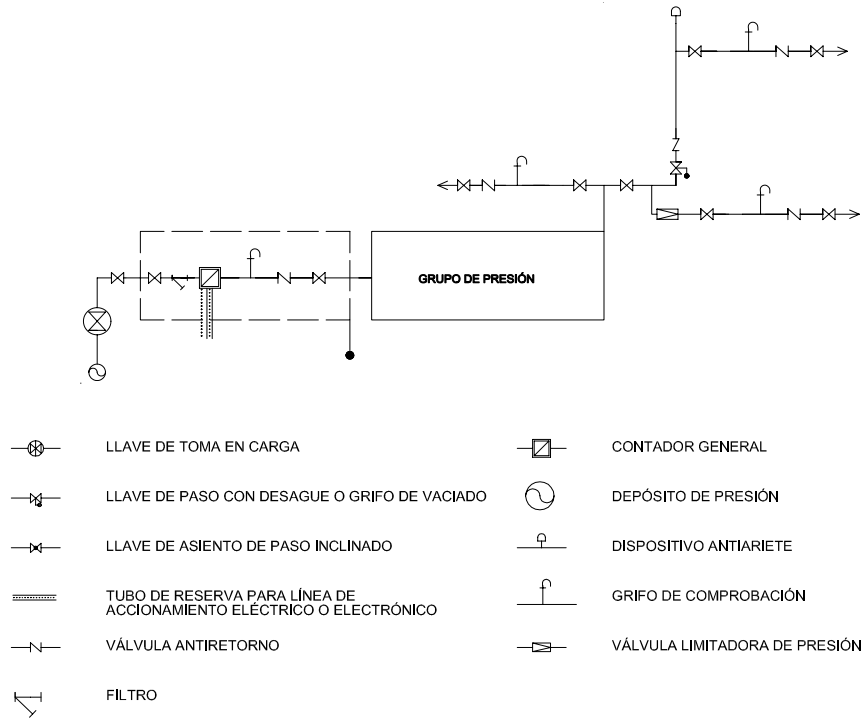 GRUPO DE PRESIÓN
LLAVE DE TOMA EN CARGA
LLAVE DE PASO CON DESAGUE O GRIFO DE VACIADO
LLAVE DE ASIENTO DE PASO INCLINADO
TUBO DE RESERVA PARA LÍNEA DE
ACCIONAMIENTO ELÉCTRICO O ELECTRÓNICO
VÁLVULA ANTIRETORNO
FILTRO
CONTADOR GENERAL
DEPÓSITO DE PRESIÓN
DISPOSITIVO ANTIARIETE
GRIFO DE COMPROBACIÓN
VÁLVULA LIMITADORA DE PRESIÓN